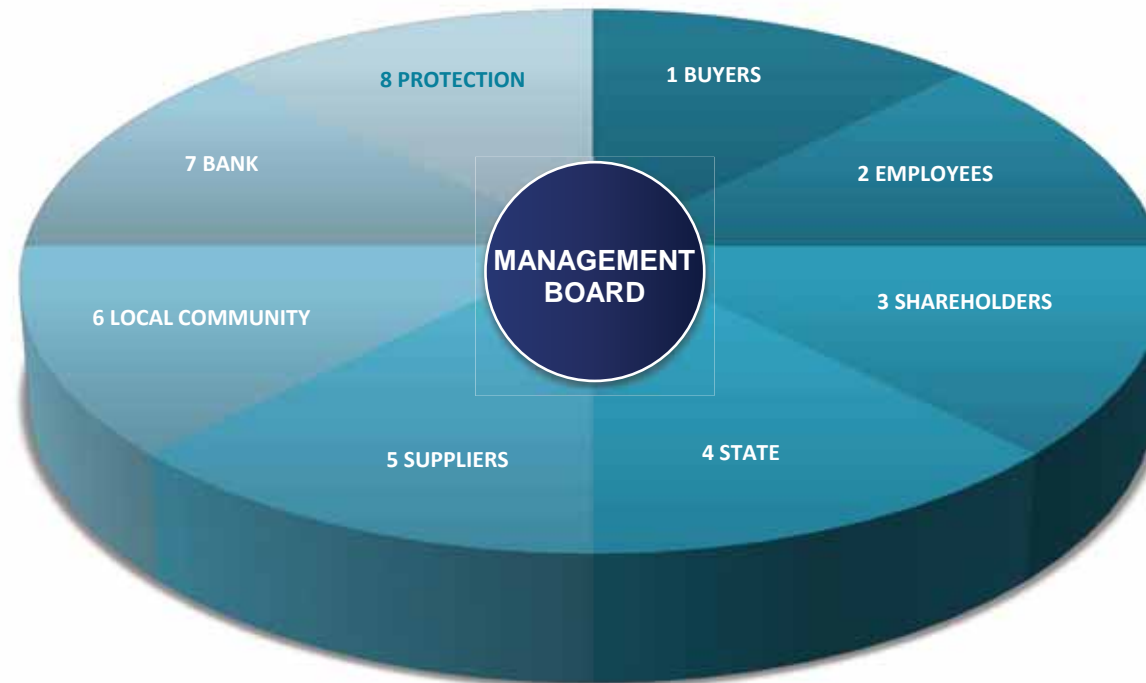 8 PROTECTION
1 BUYERS
7 BANK
2 EMPLOYEES
MANAGEMENT
BOARD
3 SHAREHOLDERS
6 LOCAL COMMUNITY
5 SUPPLIERS
4 STATE